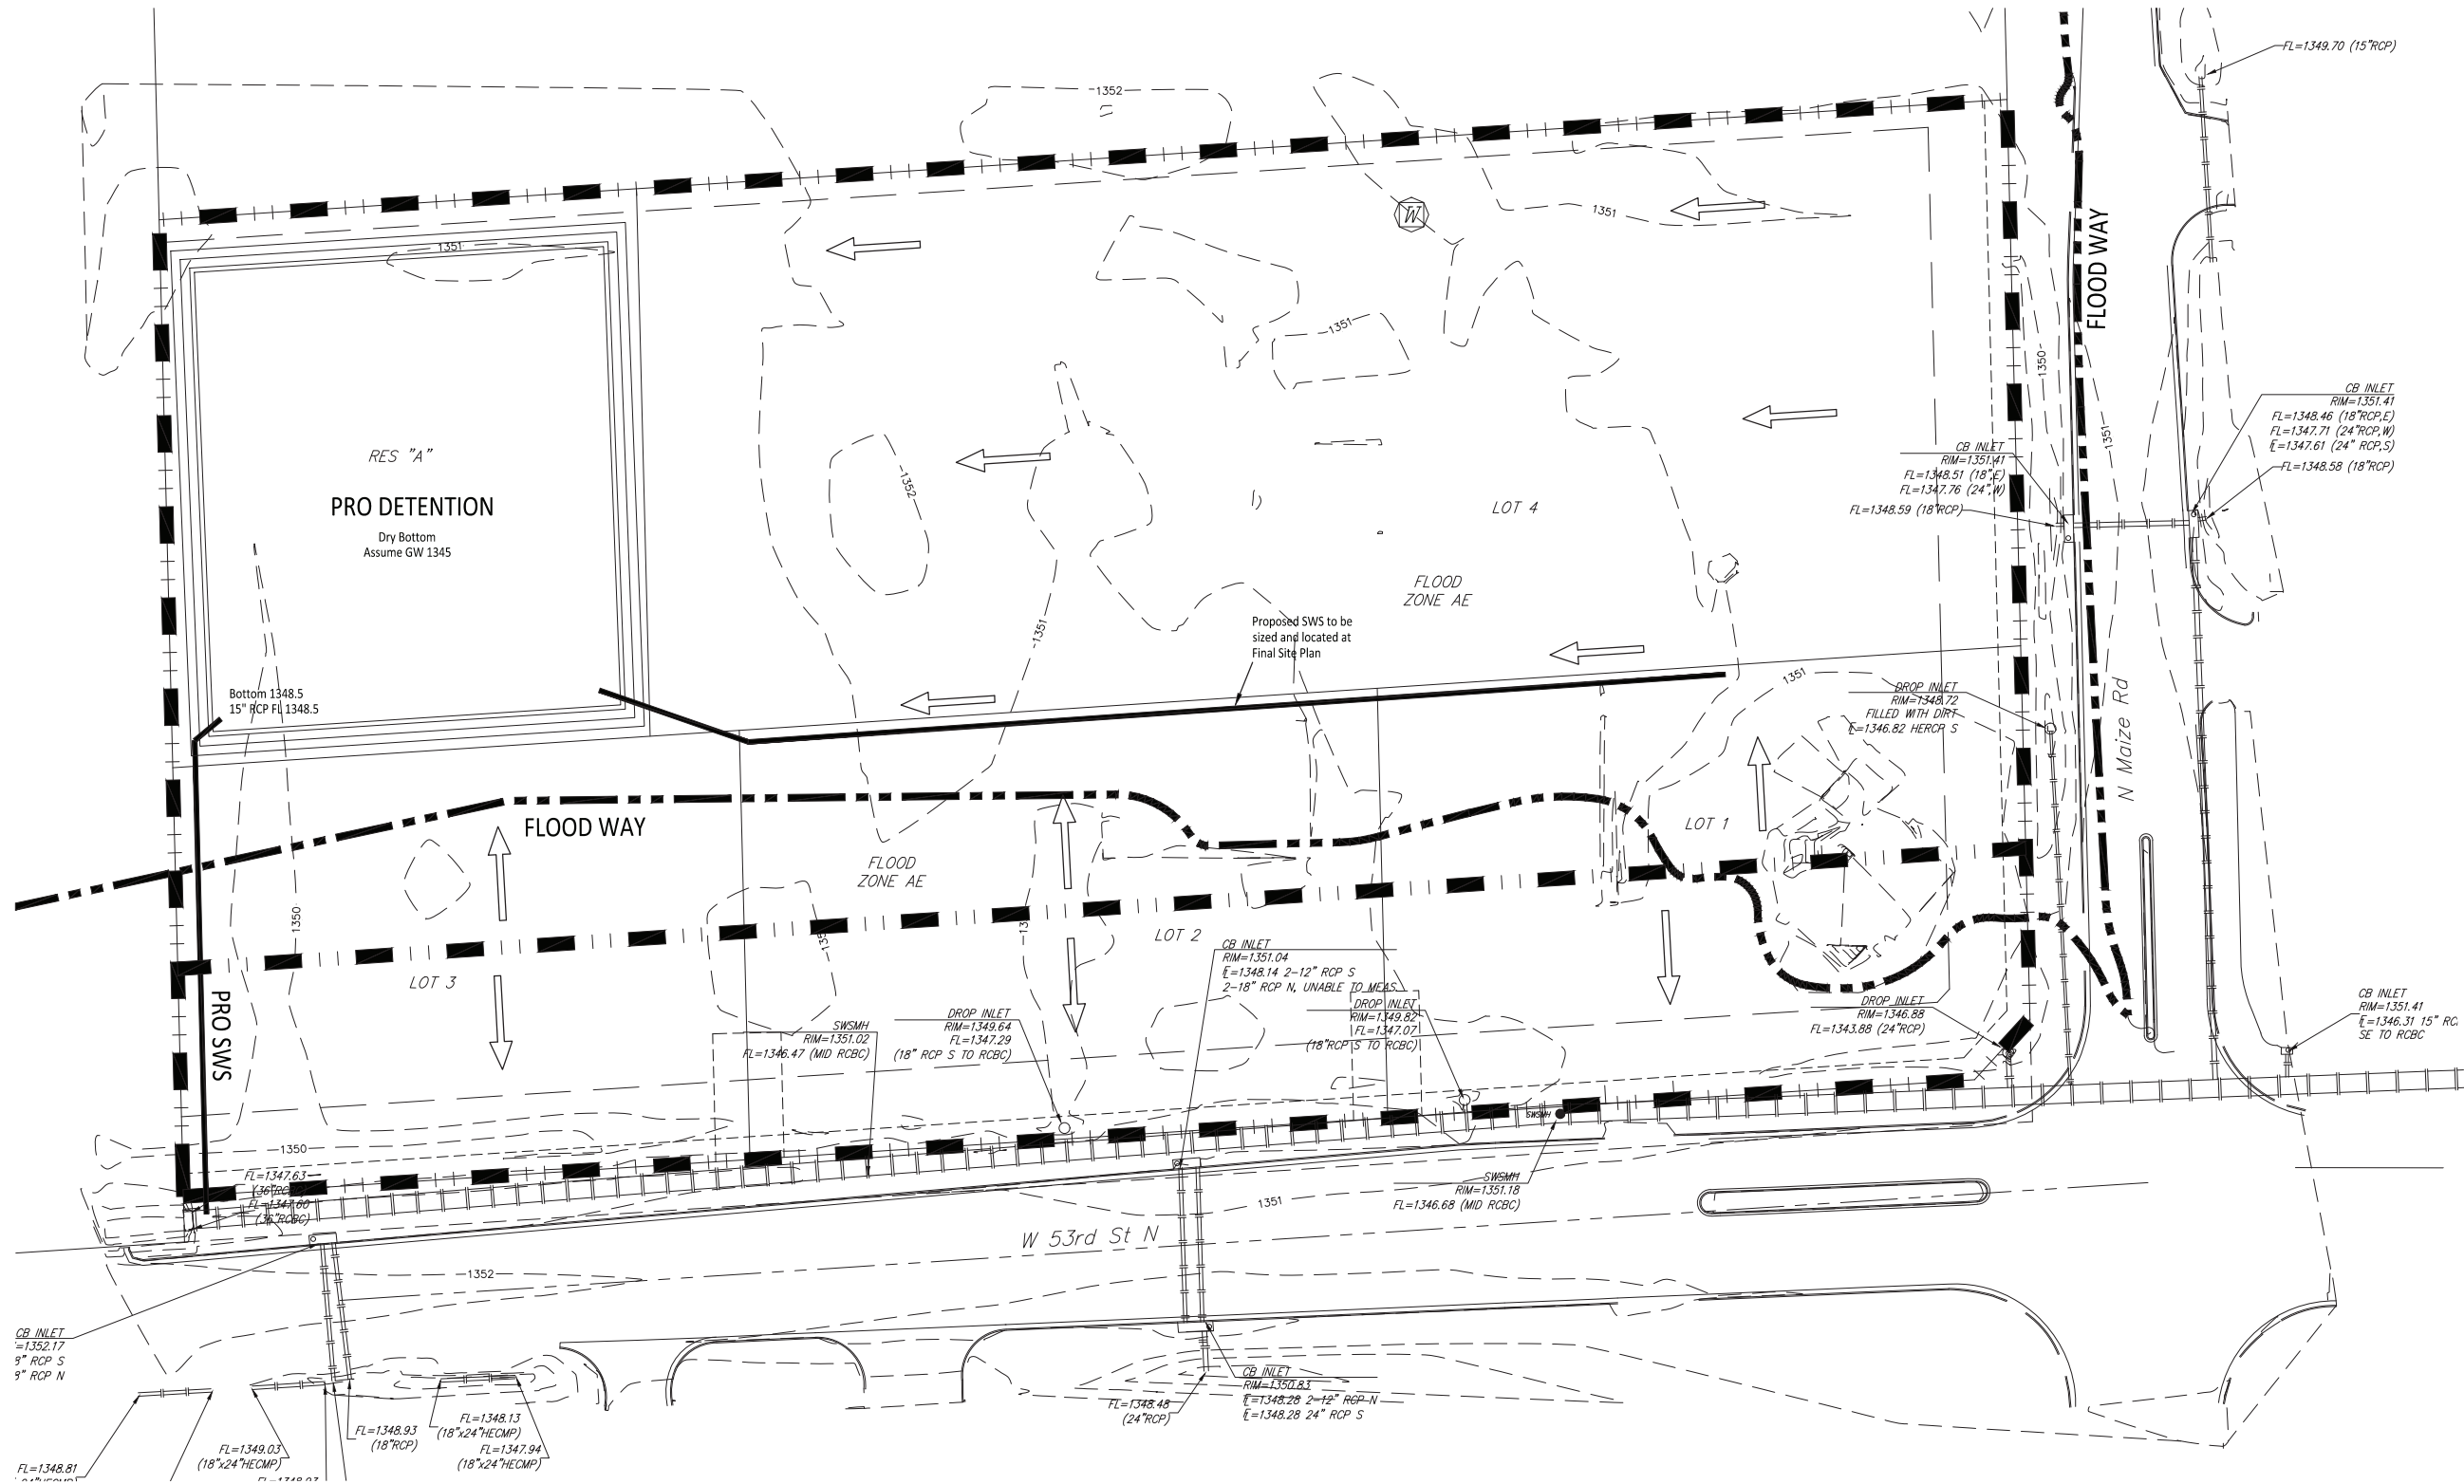 FL=1349.70 (15"RCP)
1352
1351
W
1351
FLOOD WAY
1351
1350
CB INLET
RIM=1351.41
FL=1348.46 (18"RCP,E)
FL=1347.71 (24"RCP,W)
FL=1347.61 (24" RCP,S)
FL=1348.58 (18"RCP)
1351
CB INLET
RIM=1351.41
FL=1348.51 (18",E)
FL=1347.76 (24",W)
FL=1348.59 (18"RCP)
RES "A"
PRO DETENTION
Dry Bottom
Assume GW 1345
1352
LOT 4
FLOOD
ZONE AE
1351
Proposed SWS to be
sized and located at
Final Site Plan
Bottom 1348.5
15" RCP FL 1348.5
1351
DROP INLET
RIM=1348.72
FILLED WITH DIRT
FL=1346.82 HERCP S
N Maize Rd
FLOOD WAY
LOT 1
FLOOD
ZONE AE
1350
LOT 3
LOT 2
CB INLET
RIM=1351.04
FL=1348.14 2-12" RCP S
2-18" RCP N, UNABLE TO MEAS.
PRO SWS
SWSMH
RIM=1351.02
FL=1346.47 (MID RCBC)
DROP INLET
RIM=1349.64
FL=1347.29
(18" RCP S TO RCBC)
DROP INLET
RIM=1349.82
FL=1347.07
(18"RCP S TO RCBC)
DROP INLET
RIM=1346.88
FL=1343.88 (24"RCP)
CB INLET
RIM=1351.41
FL=1346.31 15" RC
SE TO RCBC
SWSMH
1350
FL=1347.63
FL=1347.60
(36"RCBC)
SWSMH
RIM=1351.18
FL=1346.68 (MID RCBC)
1351
W 53rd St N
1352
CB INLET
=1352.17
" RCP S
" RCP N
CB INLET
RIM=1350.83
FL=1348.28 2-12" RCP N
FL=1348.28 24" RCP S
FL=1348.48
(24"RCP)
FL=1348.13
(18"x24"HECMP)
FL=1348.93
(18"RCP)
FL=1347.94
(18"x24"HECMP)
FL=1349.03
(18"x24"HECMP)
FL=1348.81